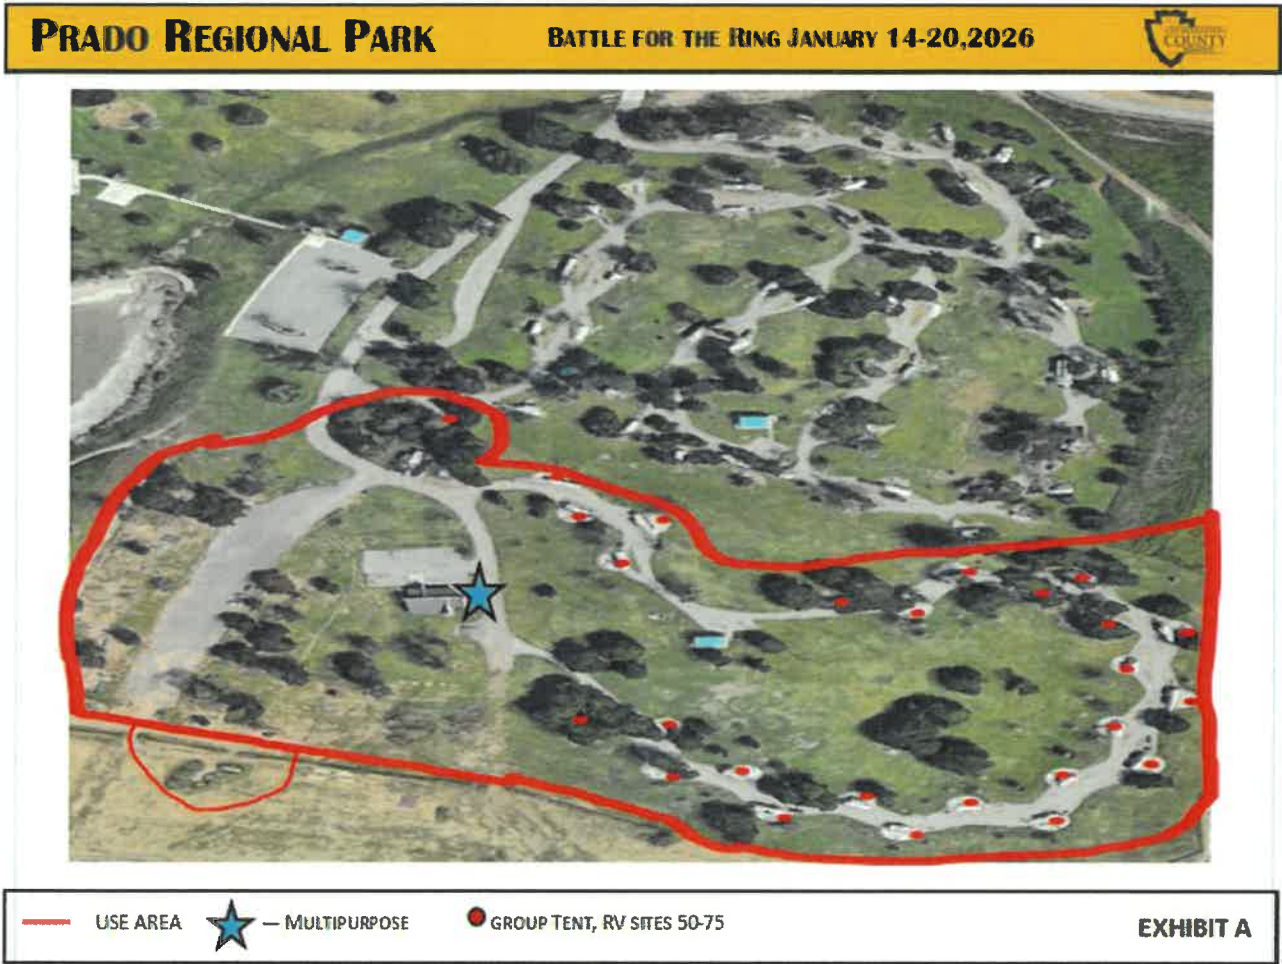 PRADO REGIONAL PARK
BATTLE FOR THE RING JANUARY 14-20,2026
COUNTY
USE AREA
— MULTIPURPOSE
GROUP TENT, RV SITES 50-75
EXHIBIT A